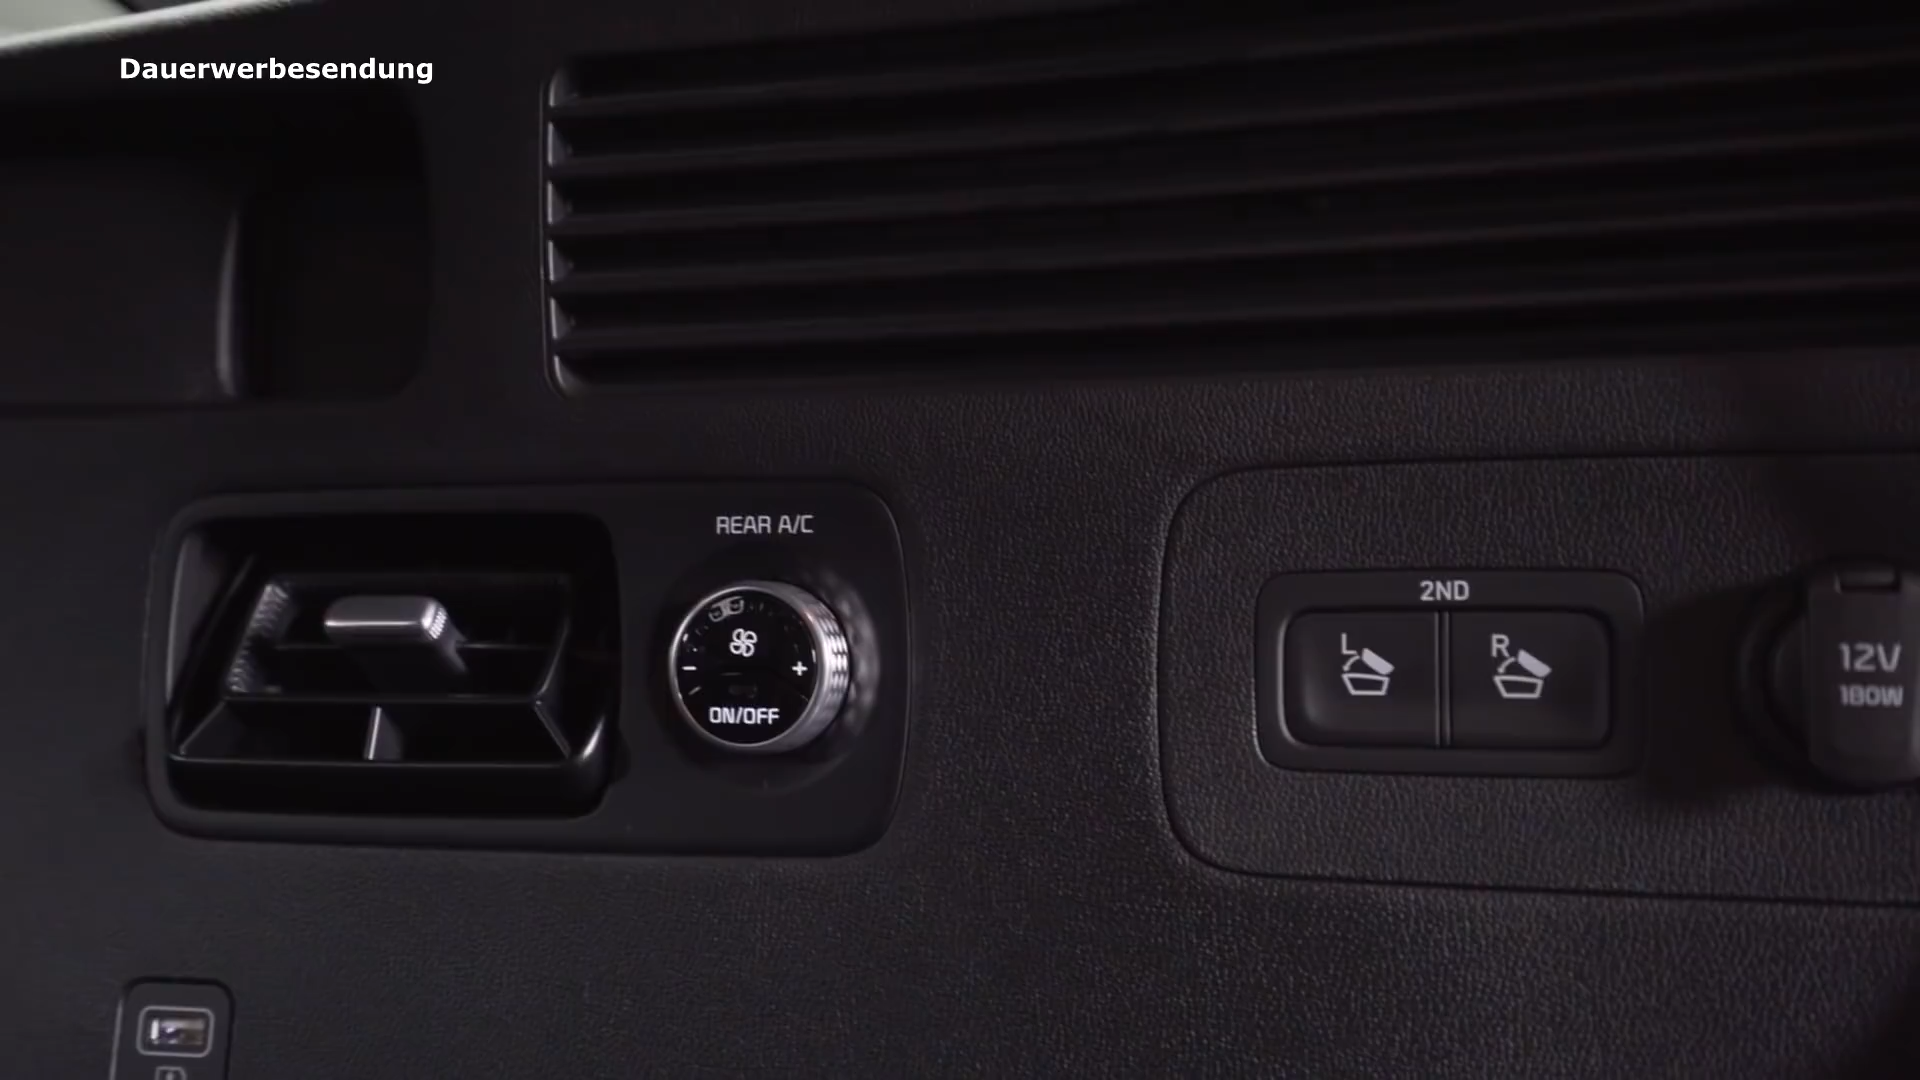 Dauerwerbesendung
REAR A/C
- +
ON/OFF
2ND
L R
12V
180W